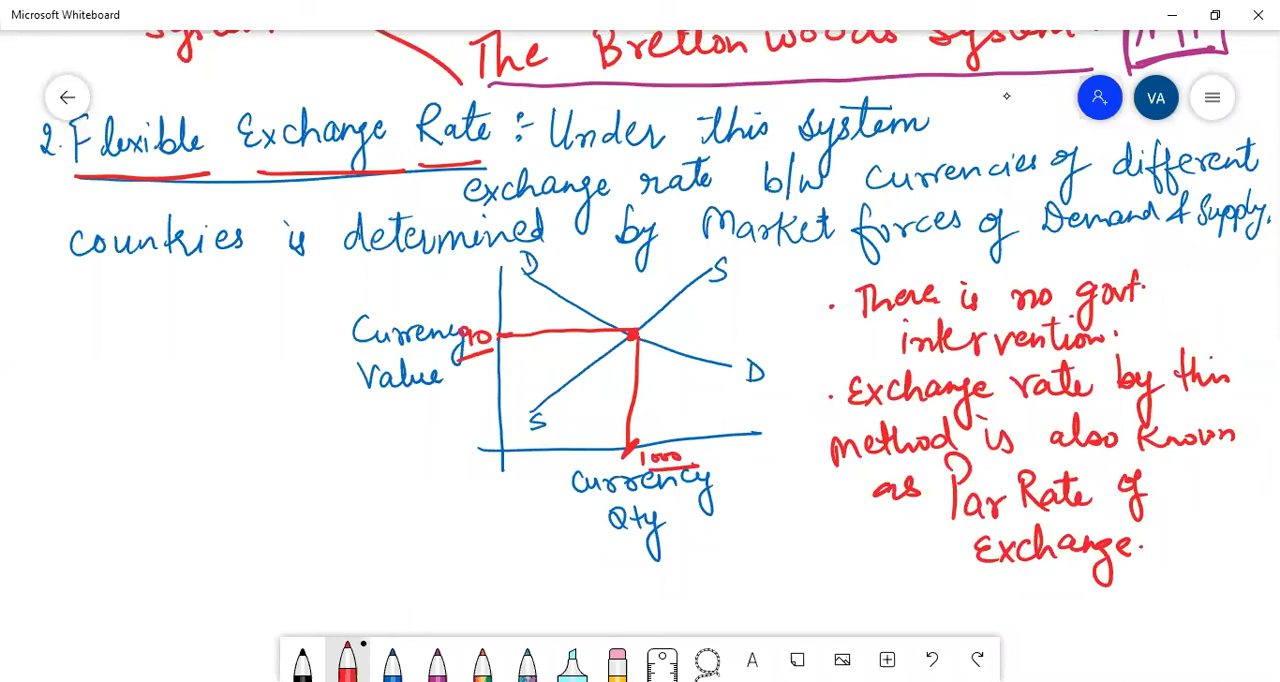 Microsoft Whiteboard
System
The Bretton Woods System
VA
2. Flexible Exchange Rate :- Under this system
exchange rate b/w currencies of different
countries is determined by Market forces of Demand & Supply.
D
S
Currency
Value
10
D
S
1000
Currency
Qty
. There is no govt.
intervention.
. Exchange rate by this
method is also known
as Par Rate of
Exchange.
A